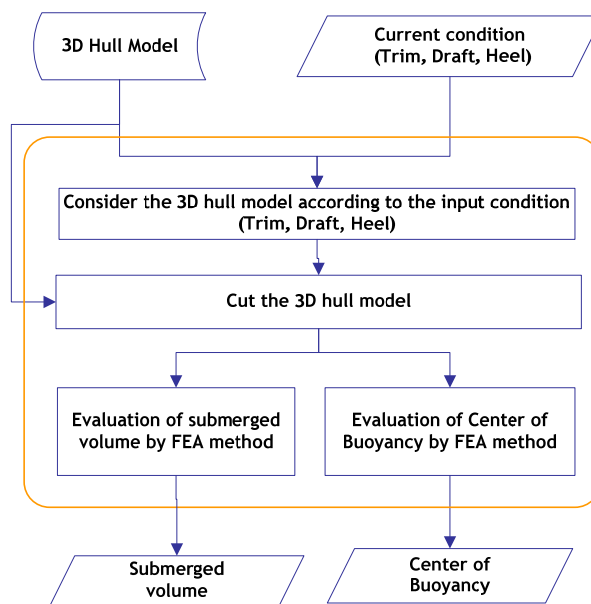 3D Hull Model
Current condition
(Trim, Draft, Heel)
Consider the 3D hull model according to the input condition
(Trim, Draft, Heel)
Cut the 3D hull model
Evaluation of submerged
volume by FEA method
Evaluation of Center of
Buoyancy by FEA method
Submerged
volume
Center of
Buoyancy